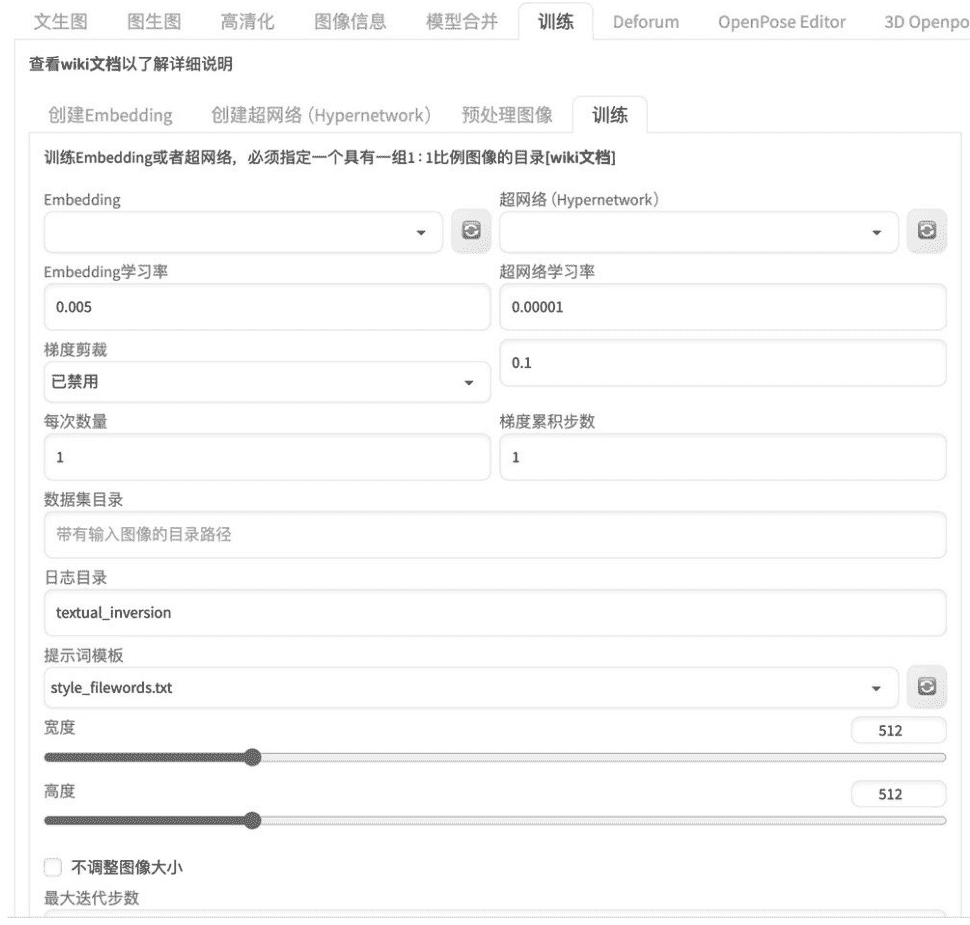 文生图 图生图 高清化 图像信息 模型合并 训练 Deforum OpenPose Editor 3D Openpo
查看wiki文档以了解详细说明
创建Embedding 创建超网络 (Hypernetwork) 预处理图像 训练
训练Embedding或者超网络，必须指定一个具有一组1:1比例图像的目录[wiki文档]
Embedding 超网络 (Hypernetwork)
Embedding学习率 超网络学习率
0.005 0.00001
梯度剪裁
已禁用 0.1
每次数量 梯度累积步数
1 1
数据集目录
带有输入图像的目录路径
日志目录
textual_inversion
提示词模板
style_filewords.txt
宽度 512
高度 512
不调整图像大小
最大迭代步数